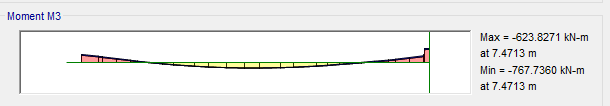 Moment M3
Max = -623.8271 kN-m
at 7.4713 m
Min = -767.7360 kN-m
at 7.4713 m